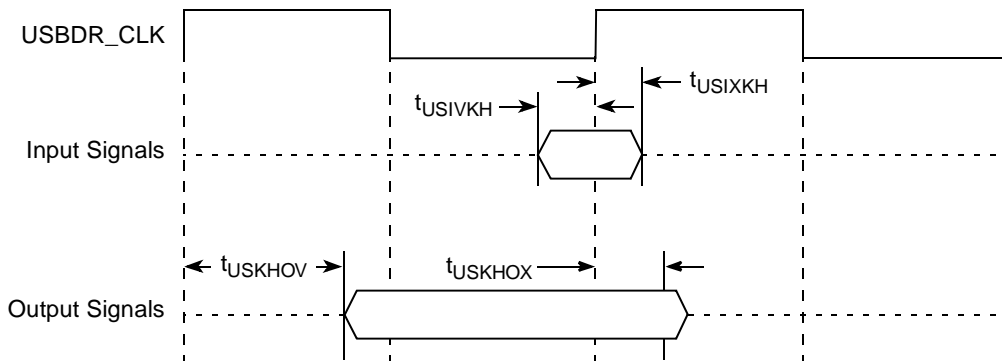 USBDR_CLK
tUSIXKH
tUSIVKH
Input Signals
tUSKHOV
tUSKHOX
Output Signals